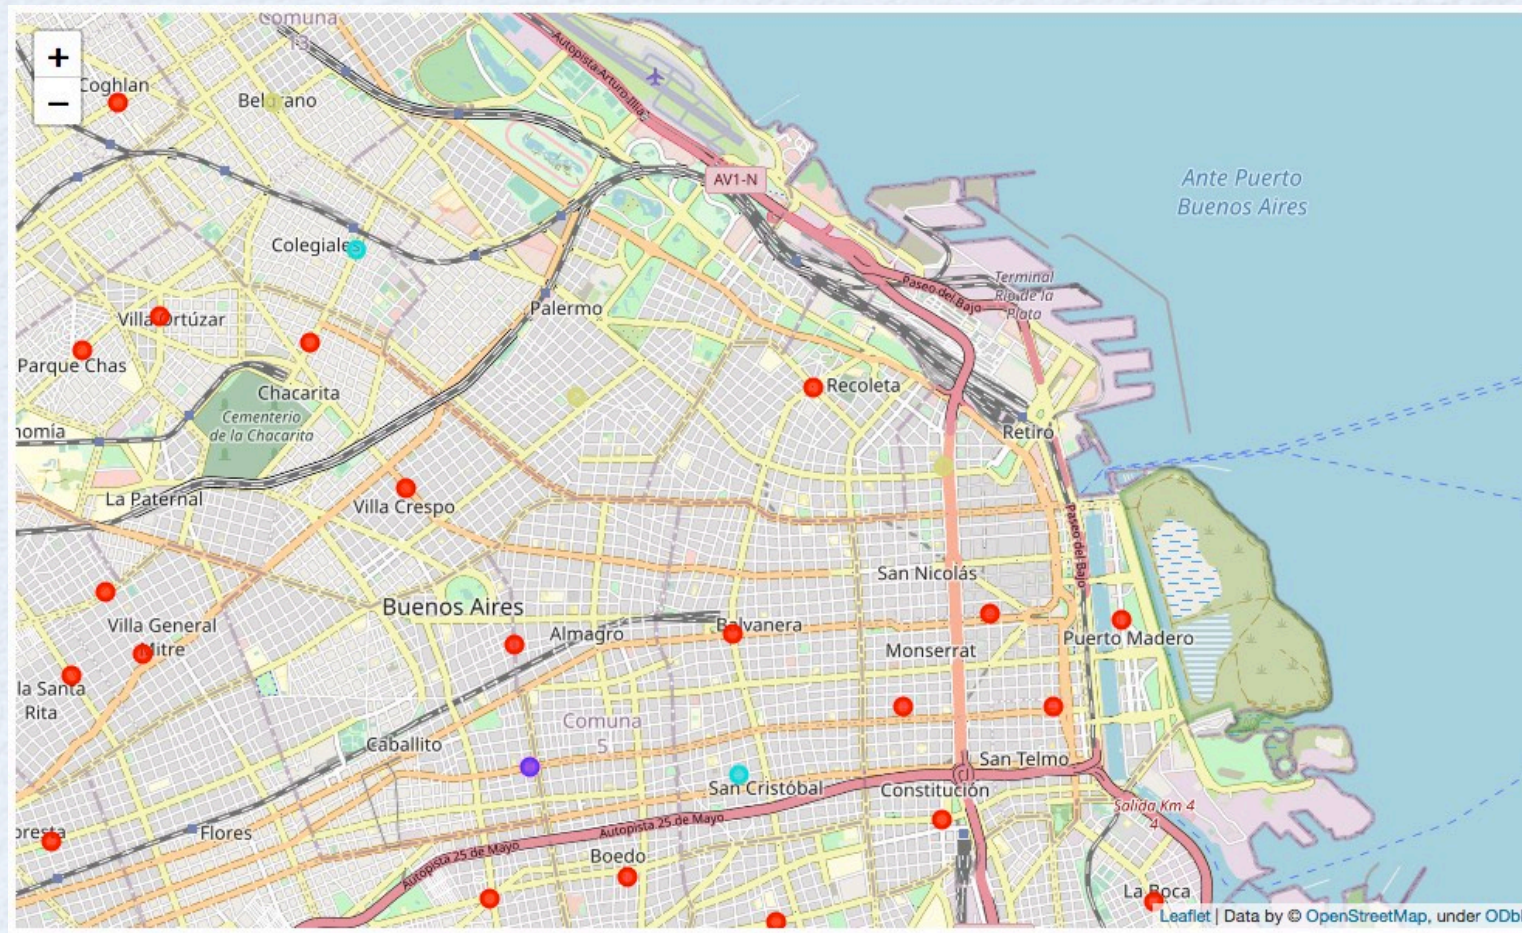 Comuna
13
+
−
Coghlan
Belgrano
Autopista Arturo Illia
AV1-N
Ante Puerto
Buenos Aires
Colegiales
Paseo del Bajo
Terminal
Río de la
Plata
Palermo
Villa Ortúzar
Parque Chas
Chacarita
Recoleta
Cementerio
de la Chacarita
nomía
Retiro
La Paternal
Villa Crespo
Paseo del Bajo
San Nicolás
Buenos Aires
Villa General
Mitre
Almagro
Balvanera
Puerto Madero
Monserrat
la Santa
Rita
Comuna
5
Caballito
San Telmo
San Cristóbal
Constitución
Salida Km 4
4
oresta
Flores
Autopista 25 de Mayo
Autopista 25 de Mayo
Boedo
La Boca
Leaflet | Data by © OpenStreetMap, under ODbl